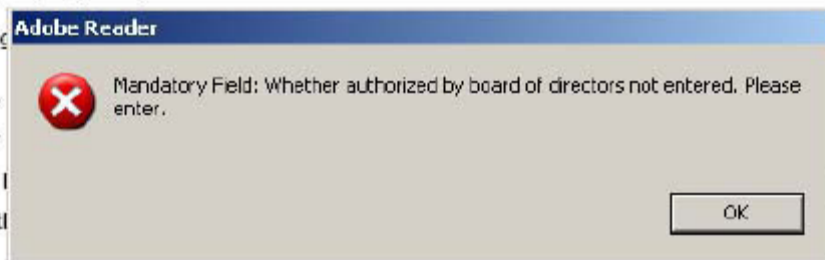 Adobe Reader
Mandatory Field: Whether authorized by board of directors not entered. Please
enter.
OK